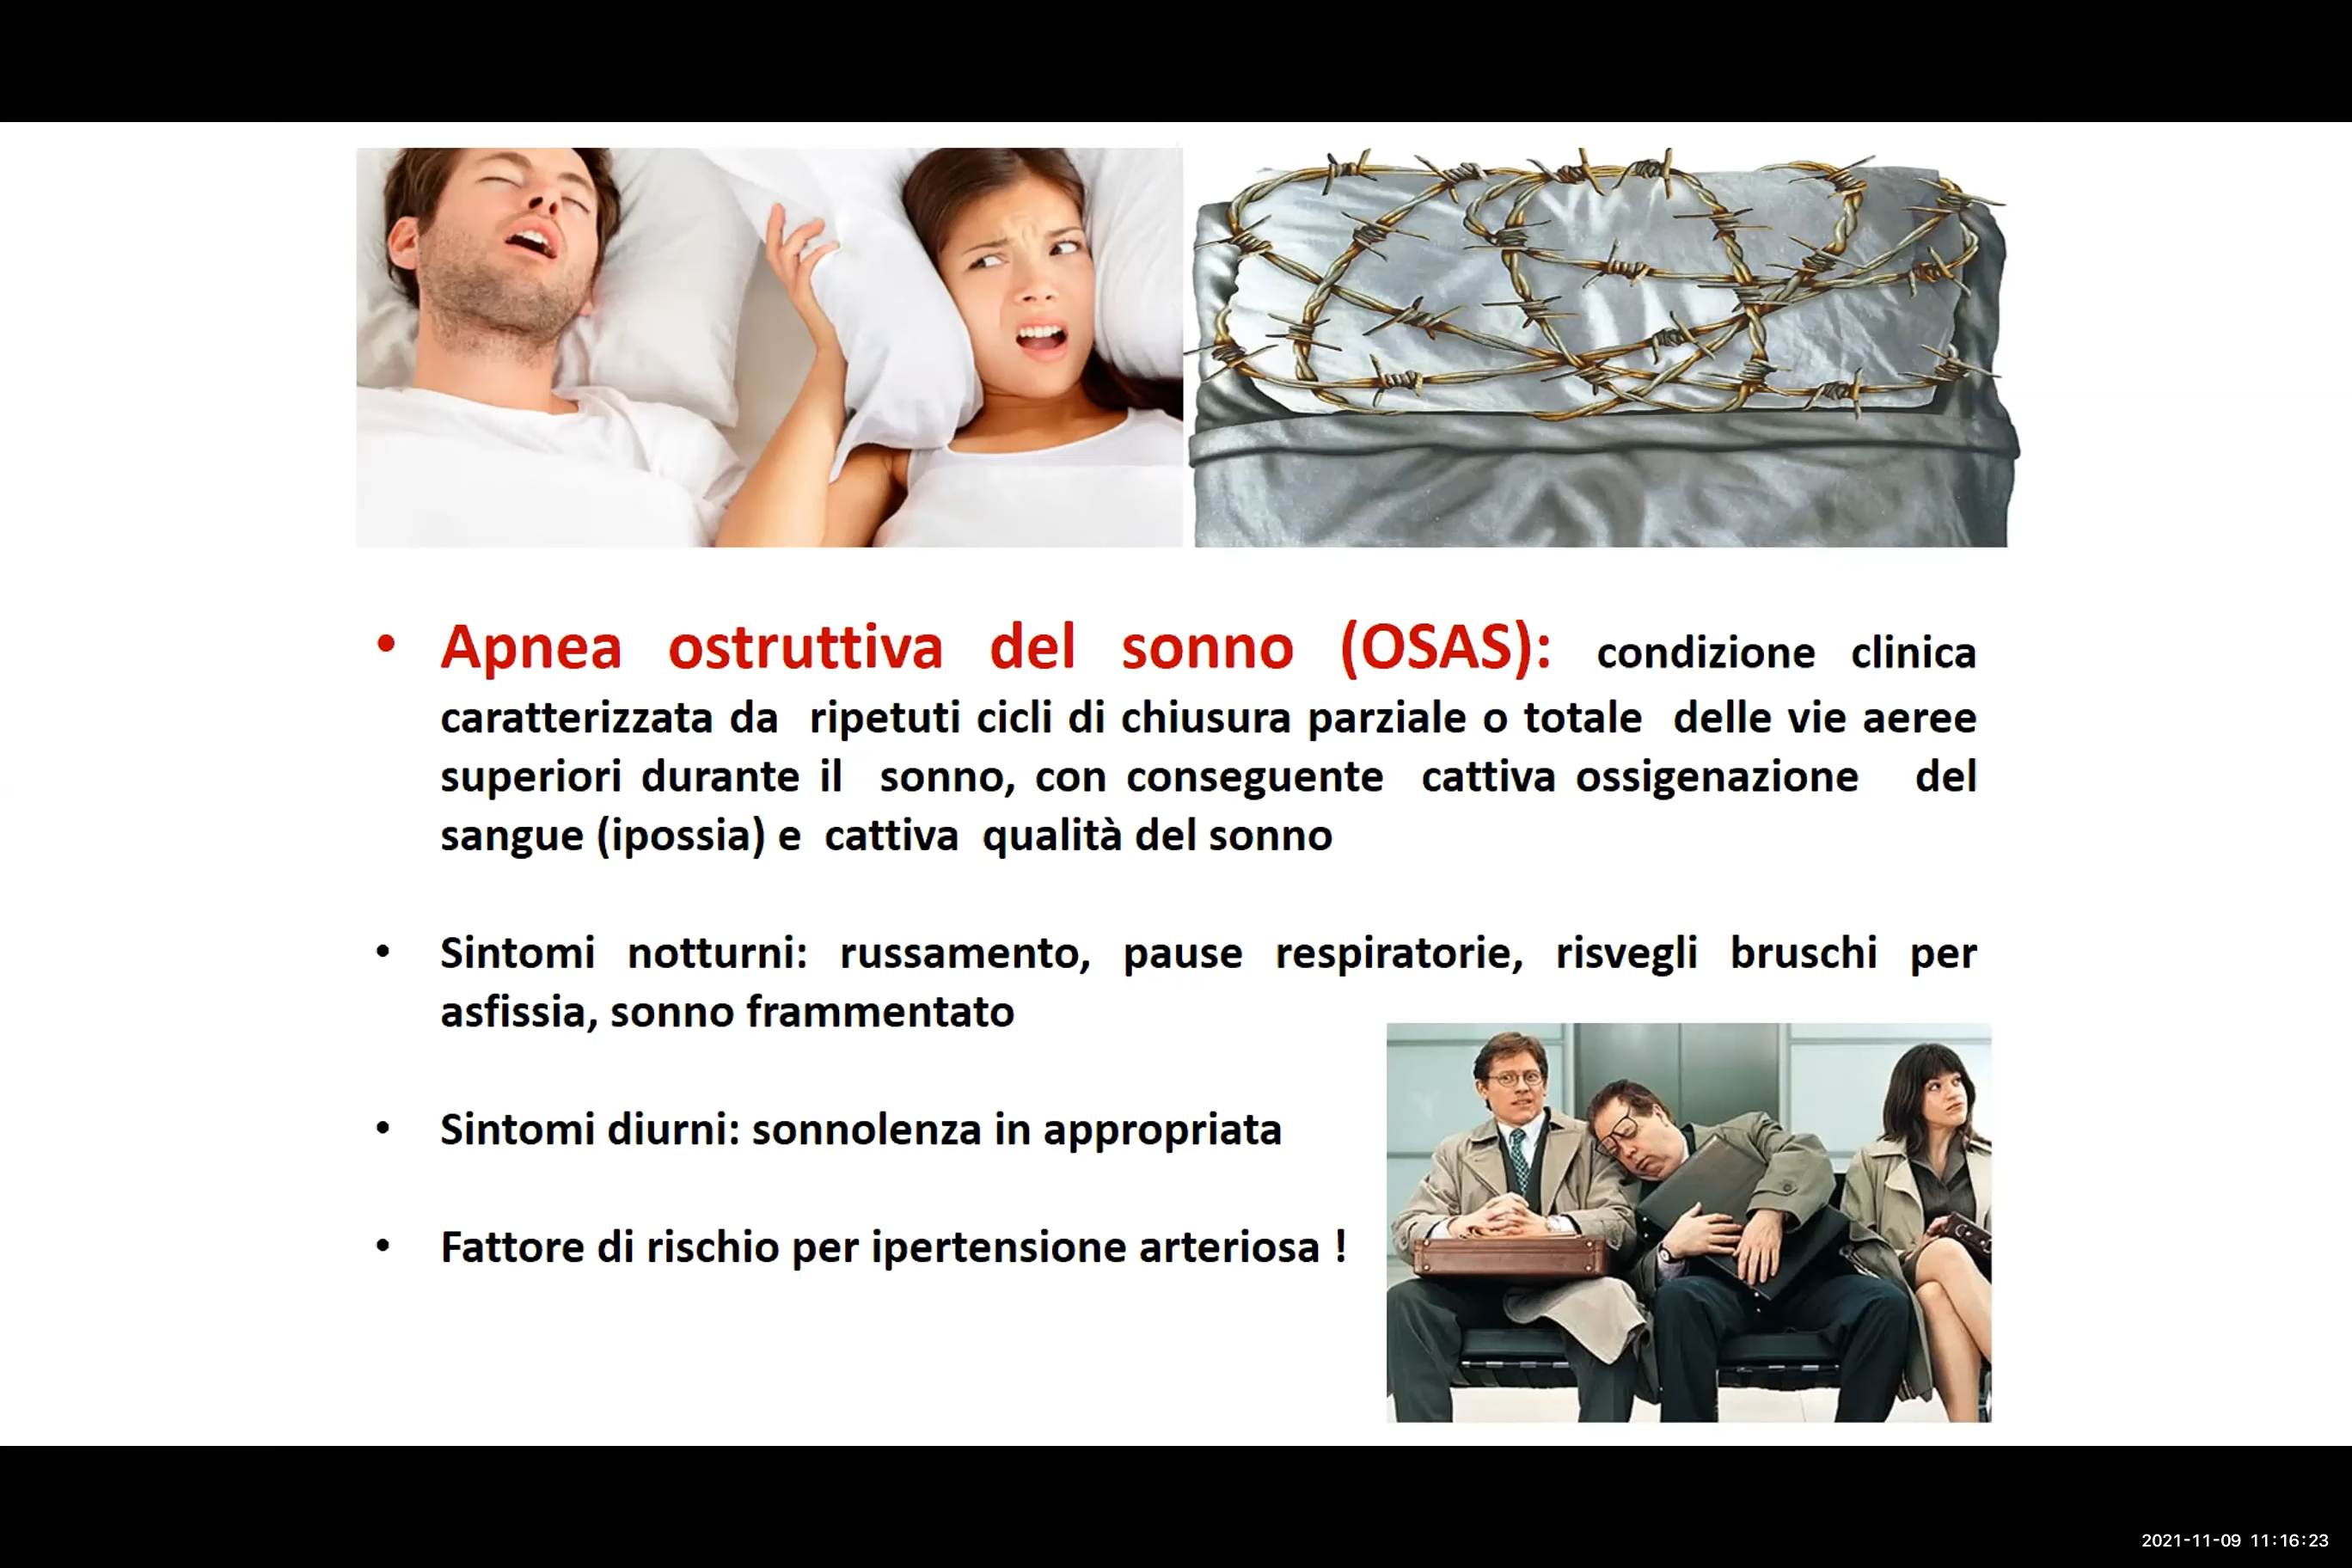 • Apnea ostruttiva del sonno (OSAS): condizione clinica
caratterizzata da ripetuti cicli di chiusura parziale o totale delle vie aeree
superiori durante il sonno, con conseguente cattiva ossigenazione del
sangue (ipossia) e cattiva qualità del sonno
• Sintomi notturni: russamento, pause respiratorie, risvegli bruschi per
asfissia, sonno frammentato
• Sintomi diurni: sonnolenza in appropriata
• Fattore di rischio per ipertensione arteriosa !
2021-11-09 11:16:23